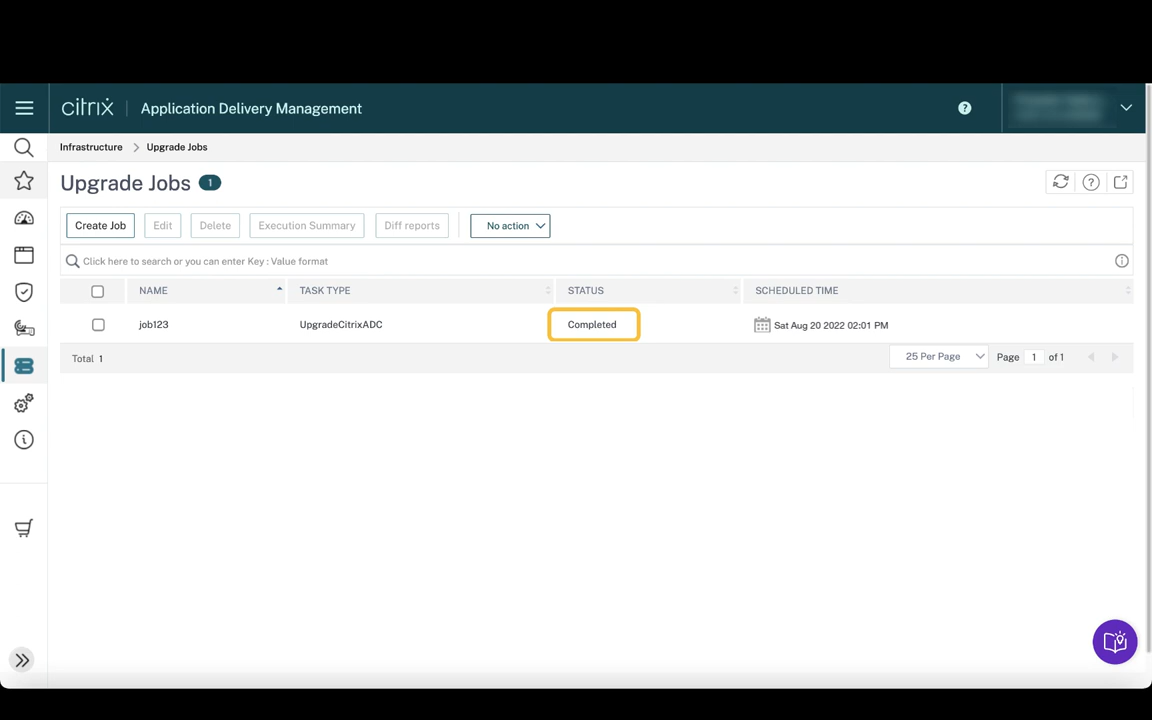 citrix Application Delivery Management
Infrastructure > Upgrade Jobs
Upgrade Jobs 1
Create Job Edit Delete Execution Summary Diff reports No action
Click here to search or you can enter Key : Value format
NAME TASK TYPE STATUS SCHEDULED TIME
job123 UpgradeCitrixADC Completed Sat Aug 20 2022 02:01 PM
Total 1 25 Per Page Page 1 of 1